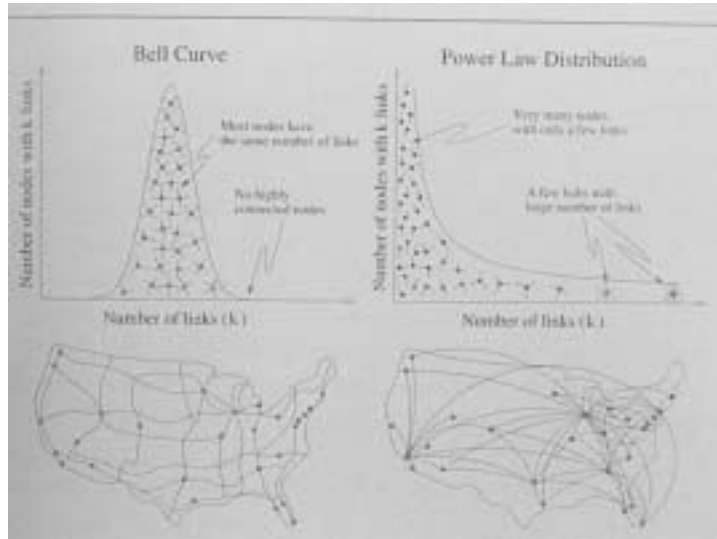 Bell Curve
Number of nodes with k links
Most nodes have
the same number of links
No highly
connected nodes
Number of links (k)
Power Law Distribution
Number of nodes with k links
Very many nodes
with only a few links
A few hubs with
large number of links
Number of links (k)